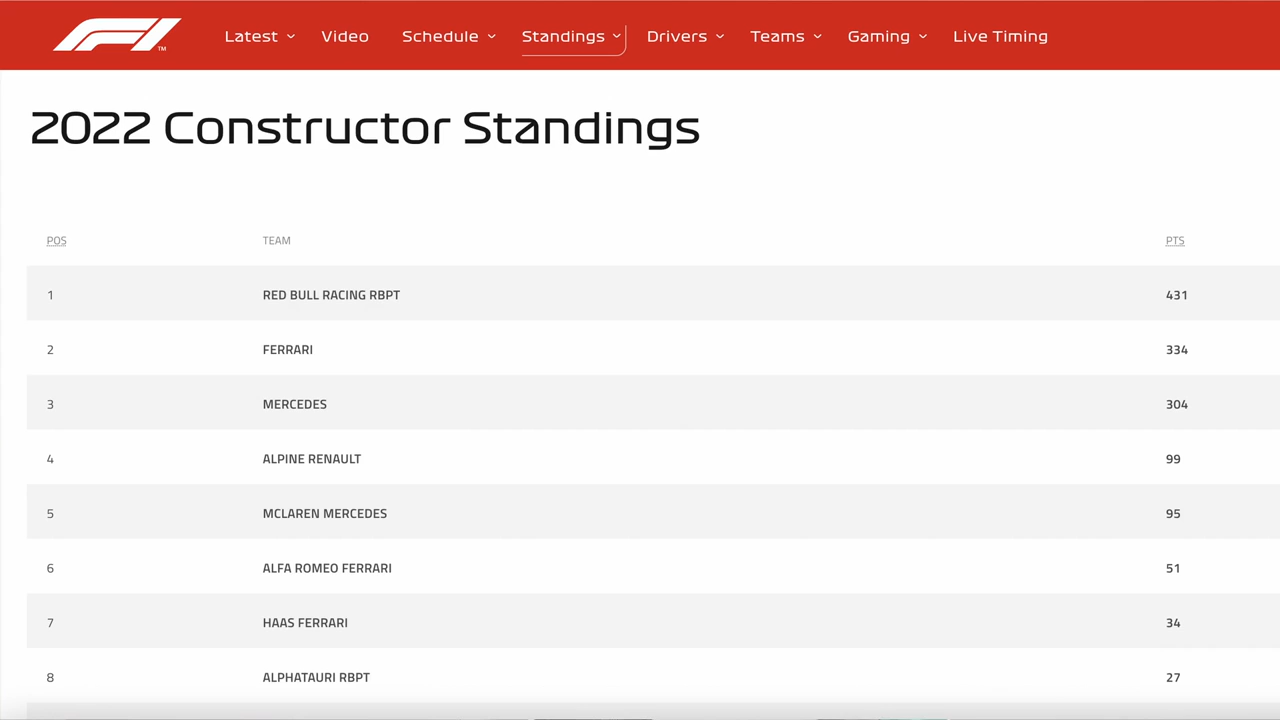 F1 TM Latest Video Schedule Standings Drivers Teams Gaming Live Timing
2022 Constructor Standings
POS TEAM PTS
1 RED BULL RACING RBPT 431
2 FERRARI 334
3 MERCEDES 304
4 ALPINE RENAULT 99
5 MCLAREN MERCEDES 95
6 ALFA ROMEO FERRARI 51
7 HAAS FERRARI 34
8 ALPHATAURI RBPT 27